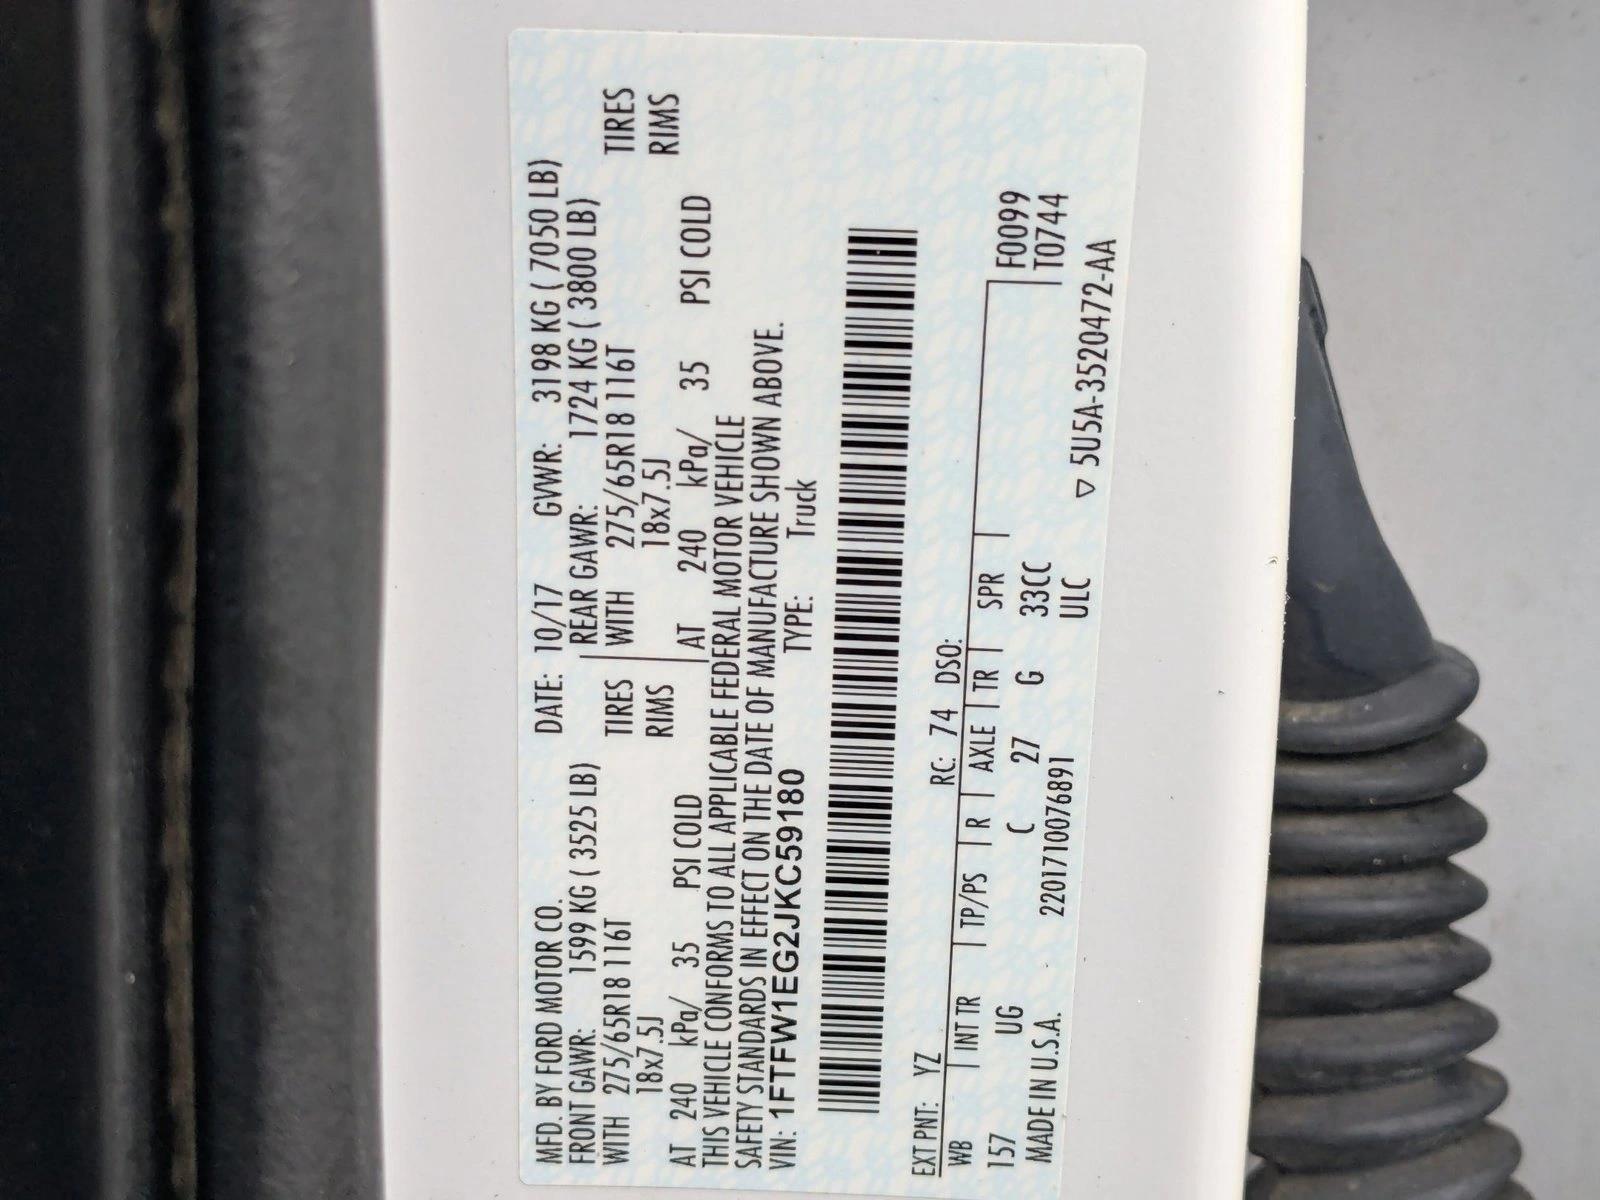 MFD. BY FORD MOTOR CO. DATE: 10/17 GVWR: 3198 KG ( 7050 LB)
FRONT GAWR: 1599 KG ( 3525 LB) REAR GAWR: 1724 KG ( 3800 LB)
WITH 275/65R18 116T TIRES WITH 275/65R18 116T TIRES
18x7.5J RIMS 18x7.5J RIMS
AT 240 kPa/ 35 PSI COLD AT 240 kPa/ 35 PSI COLD
THIS VEHICLE CONFORMS TO ALL APPLICABLE FEDERAL MOTOR VEHICLE
SAFETY STANDARDS IN EFFECT ON THE DATE OF MANUFACTURE SHOWN ABOVE.
VIN: 1FTFW1EG2JKC59180 TYPE: Truck
EXT PNT: YZ RC: 74 DSO:
WB INT TR TP/PS R AXLE TR SPR F0099
157 UG C 27 G 33CC T0744
MADE IN U.S.A. 2201710076891 ULC ▽ 5U5A-3520472-AA